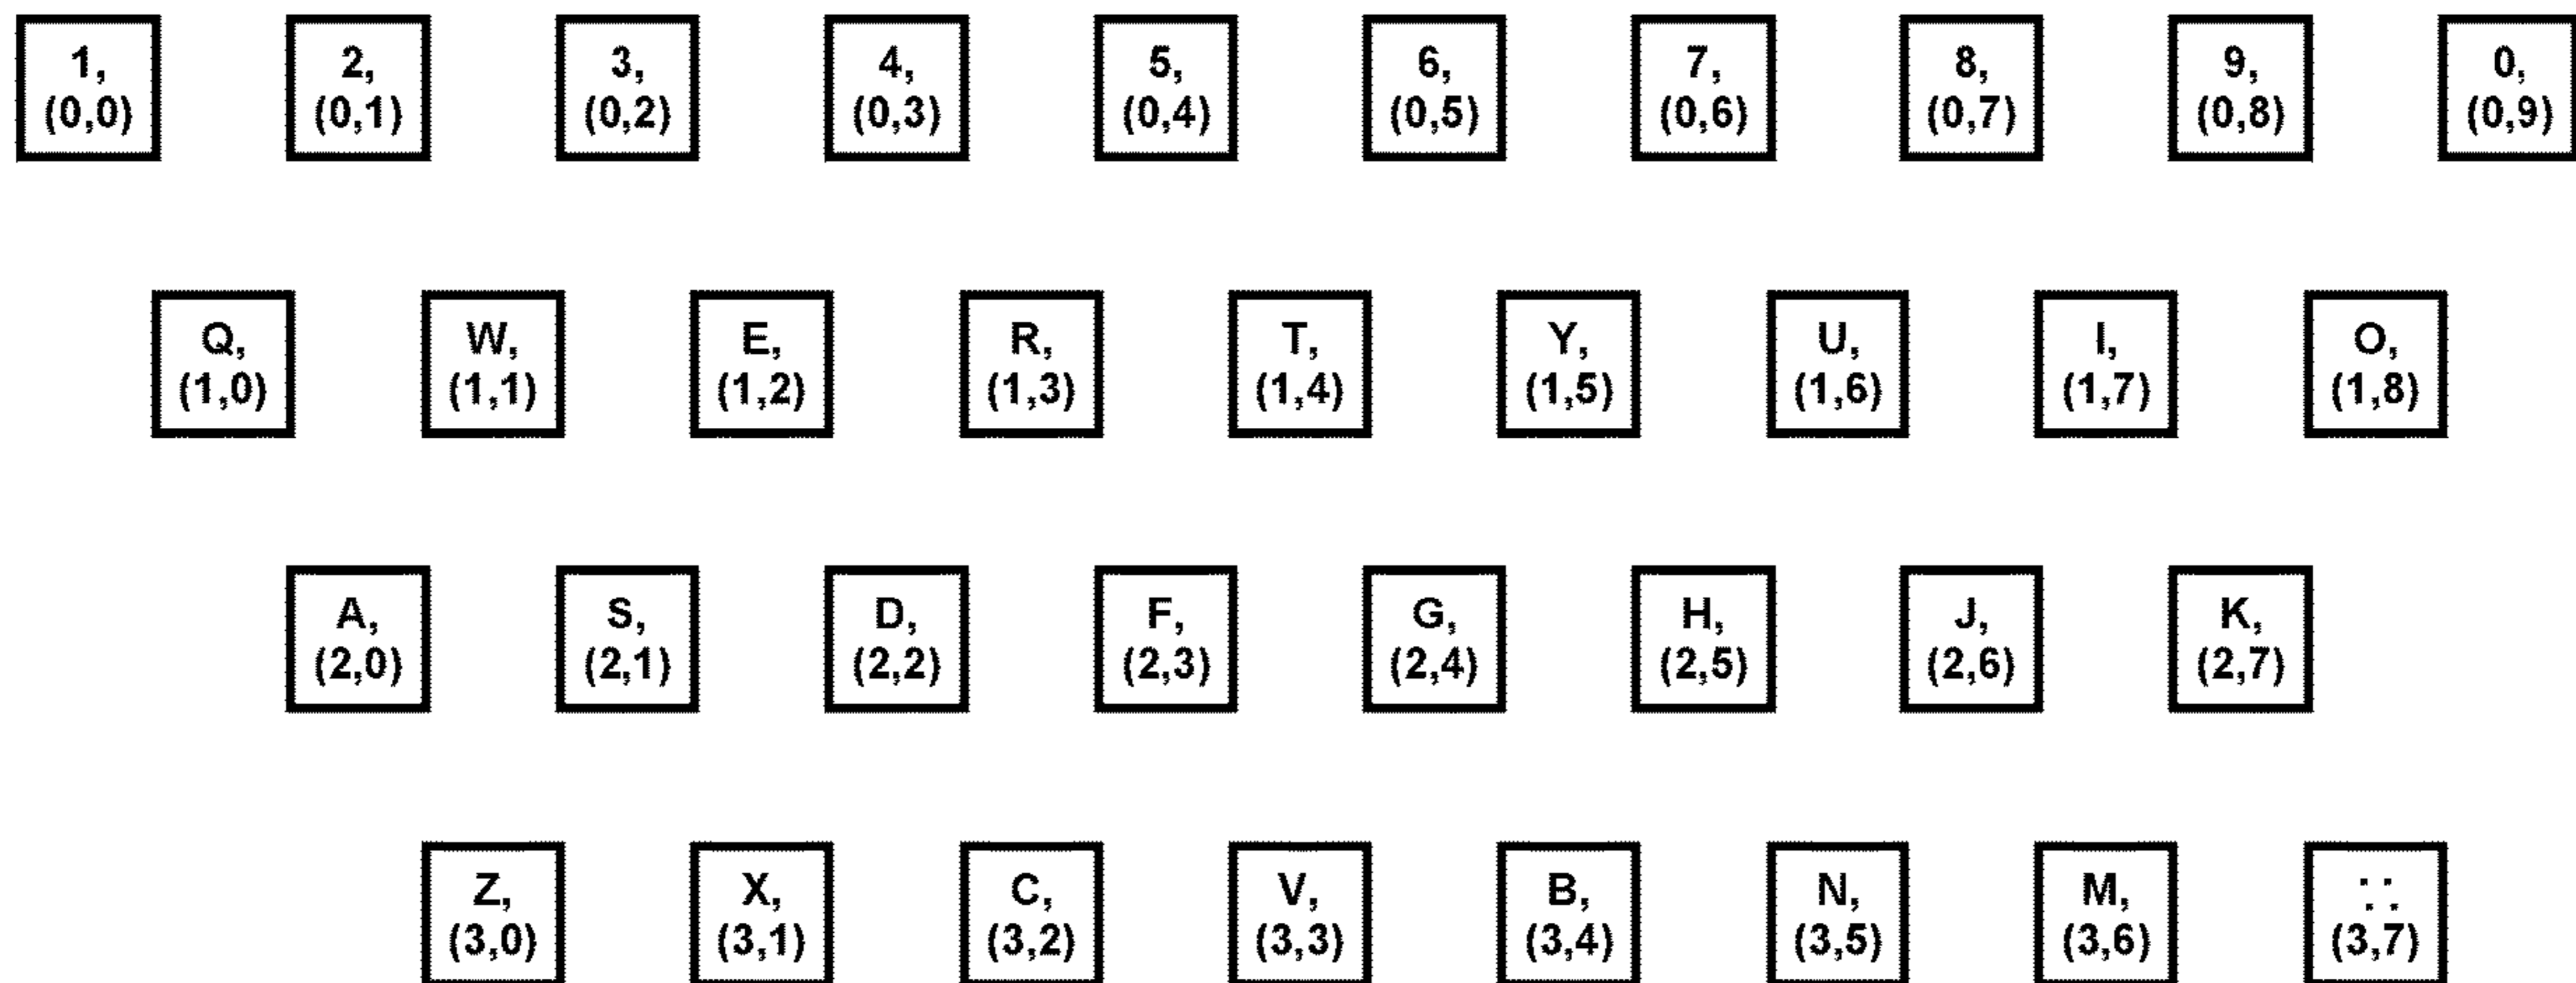 1, 2, 3, 4, 5, 6, 7, 8, 9, 0,
(0,0) (0,1) (0,2) (0,3) (0,4) (0,5) (0,6) (0,7) (0,8) (0,9)
Q, W, E, R, T, Y, U, I, O,
(1,0) (1,1) (1,2) (1,3) (1,4) (1,5) (1,6) (1,7) (1,8)
A, S, D, F, G, H, J, K,
(2,0) (2,1) (2,2) (2,3) (2,4) (2,5) (2,6) (2,7)
Z, X, C, V, B, N, M,
(3,0) (3,1) (3,2) (3,3) (3,4) (3,5) (3,6) (3,7)